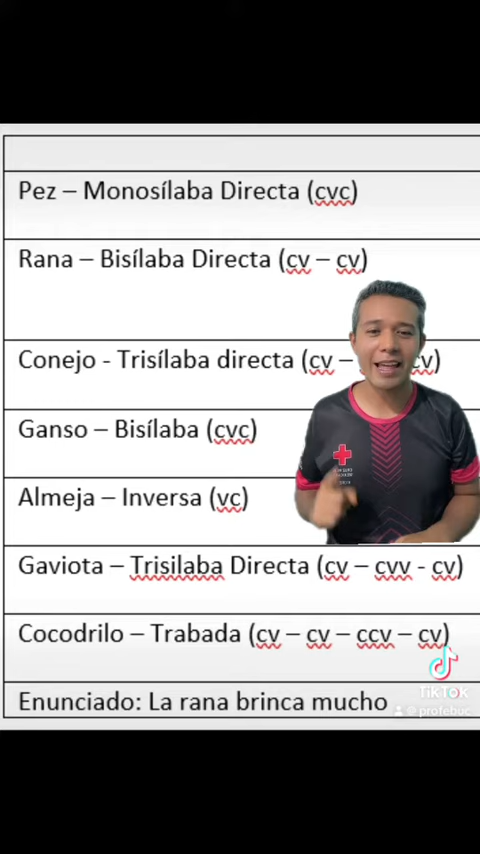 Pez – Monosílaba Directa (cvc)
Rana – Bisílaba Directa (cv – cv)
Conejo - Trisílaba directa (cv – cv)
Ganso – Bisílaba (cvc)
Almeja – Inversa (vc)
Gaviota – Trisilaba Directa (cv – cvv - cv)
Cocodrilo – Trabada (cv – cv – ccv – cv)
Enunciado: La rana brinca mucho
TikTok
@profebuc